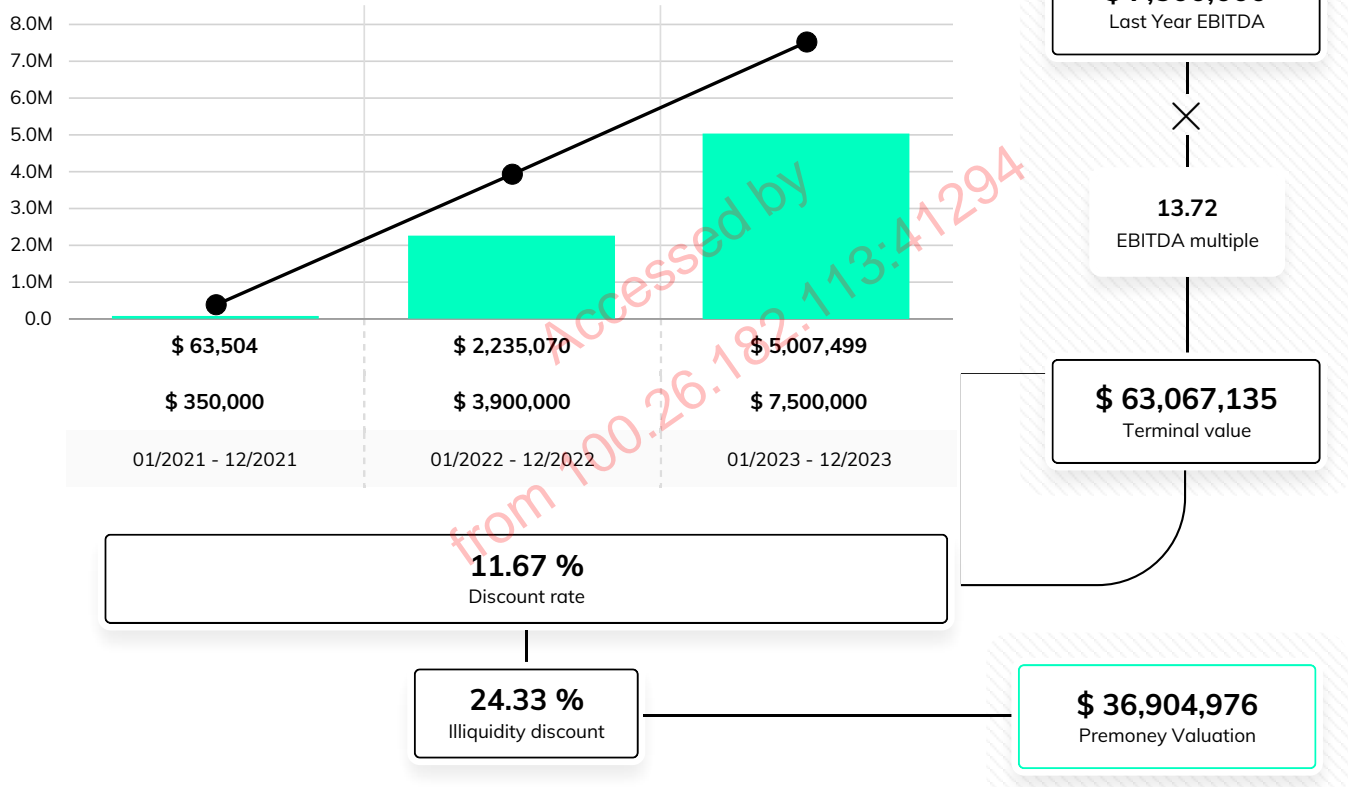 8.0M
7.0M
6.0M
5.0M
4.0M
3.0M
2.0M
1.0M
0.0
$ 63,504
$ 2,235,070
$ 5,007,499
$ 350,000
$ 3,900,000
$ 7,500,000
01/2021 - 12/2021
01/2022 - 12/2022
01/2023 - 12/2023
Last Year EBITDA
13.72
EBITDA multiple
$ 63,067,135
Terminal value
11.67 %
Discount rate
24.33 %
Illiquidity discount
$ 36,904,976
Premoney Valuation
Accessed by
from 100.26.182.113:41294